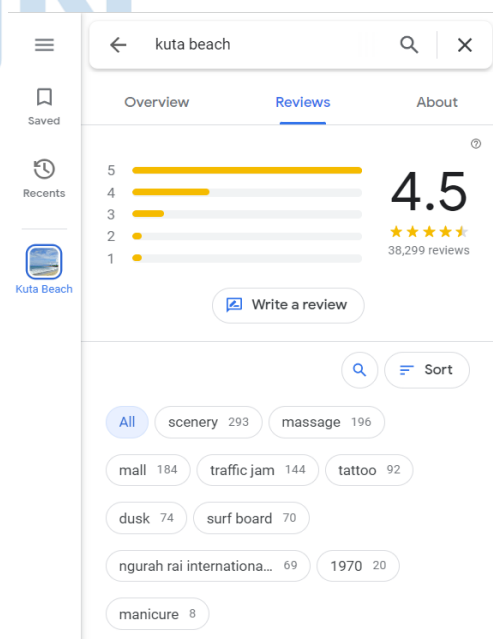 kuta beach
Overview Reviews About
Saved
Recents
Kuta Beach
5
4
3
2
1
4.5
38,299 reviews
Write a review
Sort
All scenery 293 massage 196
mall 184 traffic jam 144 tattoo 92
dusk 74 surf board 70
ngurah rai internationa... 69 1970 20
manicure 8